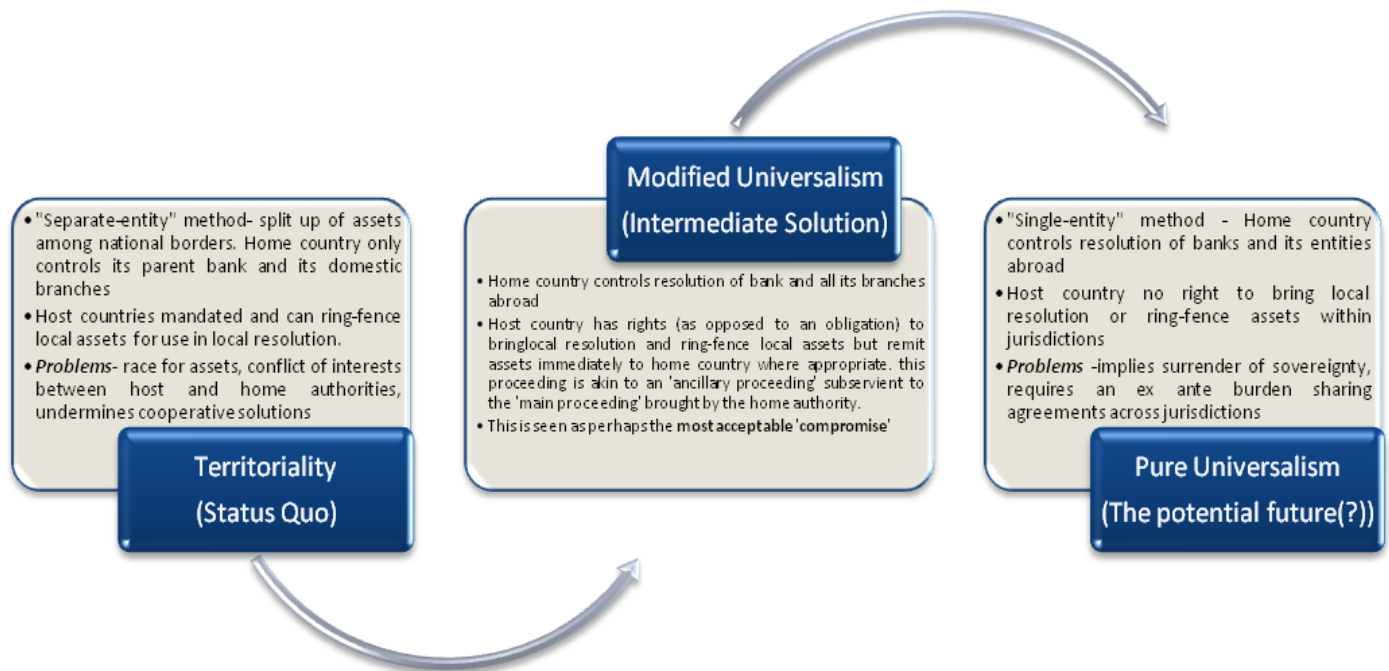 • "Separate-entity" method- split up of assets
among national borders. Home country only
controls its parent bank and its domestic
branches
• Host countries mandated and can ring-fence
local assets for use in local resolution.
• Problems- race for assets, conflict of interests
between host and home authorities,
undermines cooperative solutions
Territoriality
(Status Quo)
Modified Universalism
(Intermediate Solution)
• Home country controls resolution of bank and all its branches
abroad
• Host country has rights (as opposed to an obligation) to
bringlocal resolution and ring-fence local assets but remit
assets immediately to home country where appropriate. this
proceeding is akin to an 'ancillary proceeding' subservient to
the 'main proceeding' brought by the home authority.
• This is seen as perhaps the most acceptable 'compromise'
• "Single-entity" method - Home country
controls resolution of banks and its entities
abroad
• Host country no right to bring local
resolution or ring-fence assets within
jurisdictions
• Problems -implies surrender of sovereignty,
requires an ex ante burden sharing
agreements across jurisdictions
Pure Universalism
(The potential future(?))